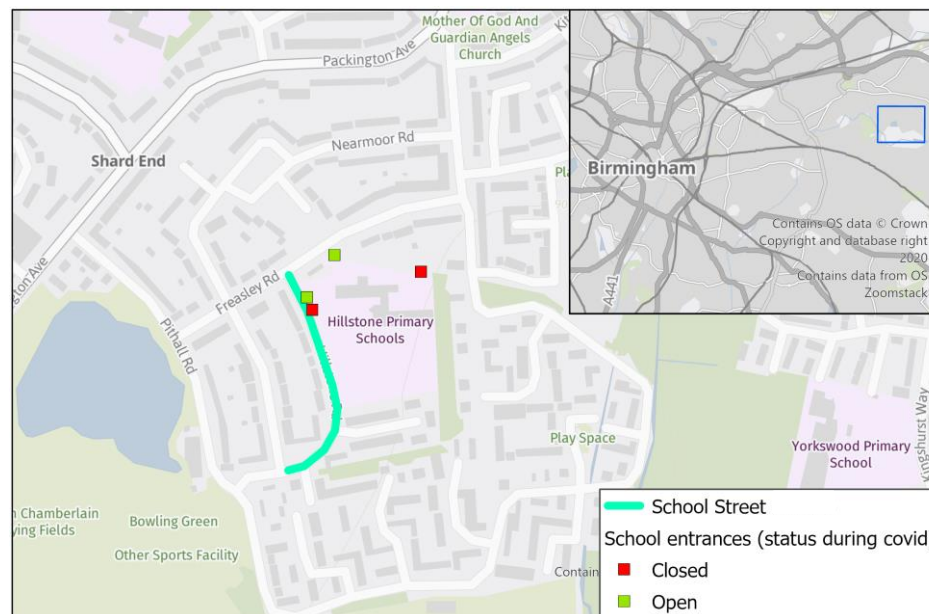 Mother Of God And
Guardian Angels
Church
Packington Ave
Nearmoor Rd
Shard End
Freasley Rd
Pithall Rd
Hillstone Primary
Schools
Play Space
Yorkswood Primary
School
Kingshurst Way
Bowling Green
Other Sports Facility
Birmingham
A441
Contains OS data © Crown
Copyright and database right
2020
Contains data from OS
Zoomstack
School Street
School entrances (status during covid
Closed
Open